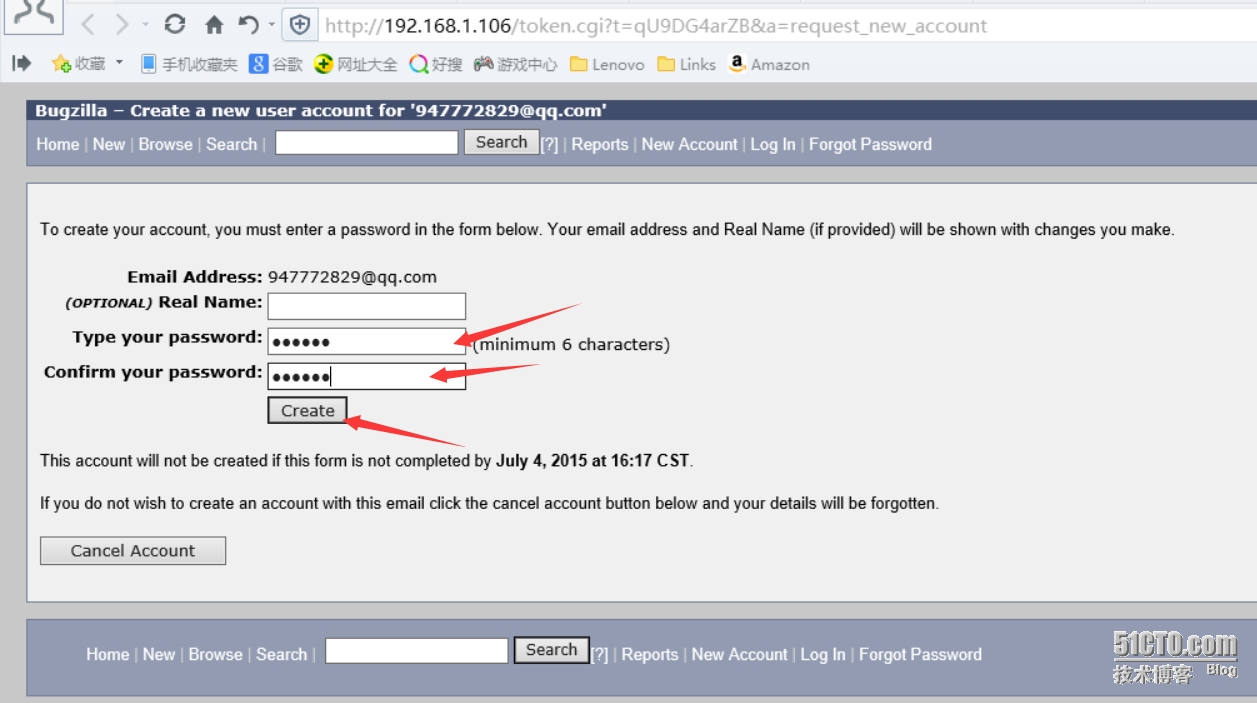 http://192.168.1.106/token.cgi?t=qU9DG4arZB&a=request_new_account
收藏 手机收藏夹 谷歌 网址大全 好搜 游戏中心 Lenovo Links Amazon
Bugzilla – Create a new user account for '947772829@qq.com'
Home | New | Browse | Search | Search [?] | Reports | New Account | Log In | Forgot Password
To create your account, you must enter a password in the form below. Your email address and Real Name (if provided) will be shown with changes you make.
Email Address: 947772829@qq.com
(OPTIONAL) Real Name:
Type your password: •••••• (minimum 6 characters)
Confirm your password: ••••••
Create
This account will not be created if this form is not completed by July 4, 2015 at 16:17 CST.
If you do not wish to create an account with this email click the cancel account button below and your details will be forgotten.
Cancel Account
Home | New | Browse | Search | Search [?] | Reports | New Account | Log In | Forgot Password
51CTO.com
技术博客 Blog